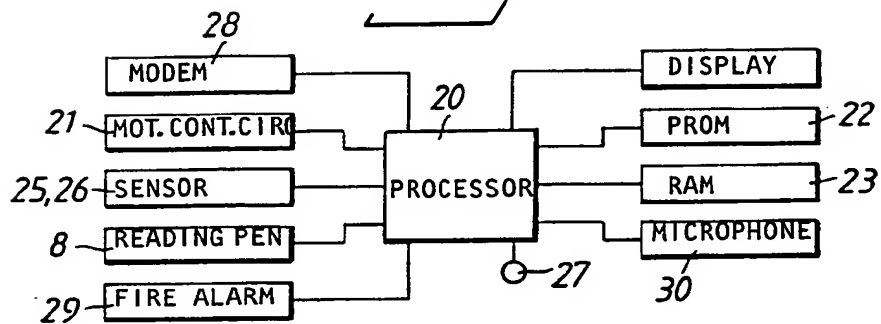 28
MODEM
DISPLAY
20
21
MOT.CONT.CIRC
PROM
22
25,26
SENSOR
PROCESSOR
RAM
23
8
READING PEN
MICROPHONE
27
30
29
FIRE ALARM